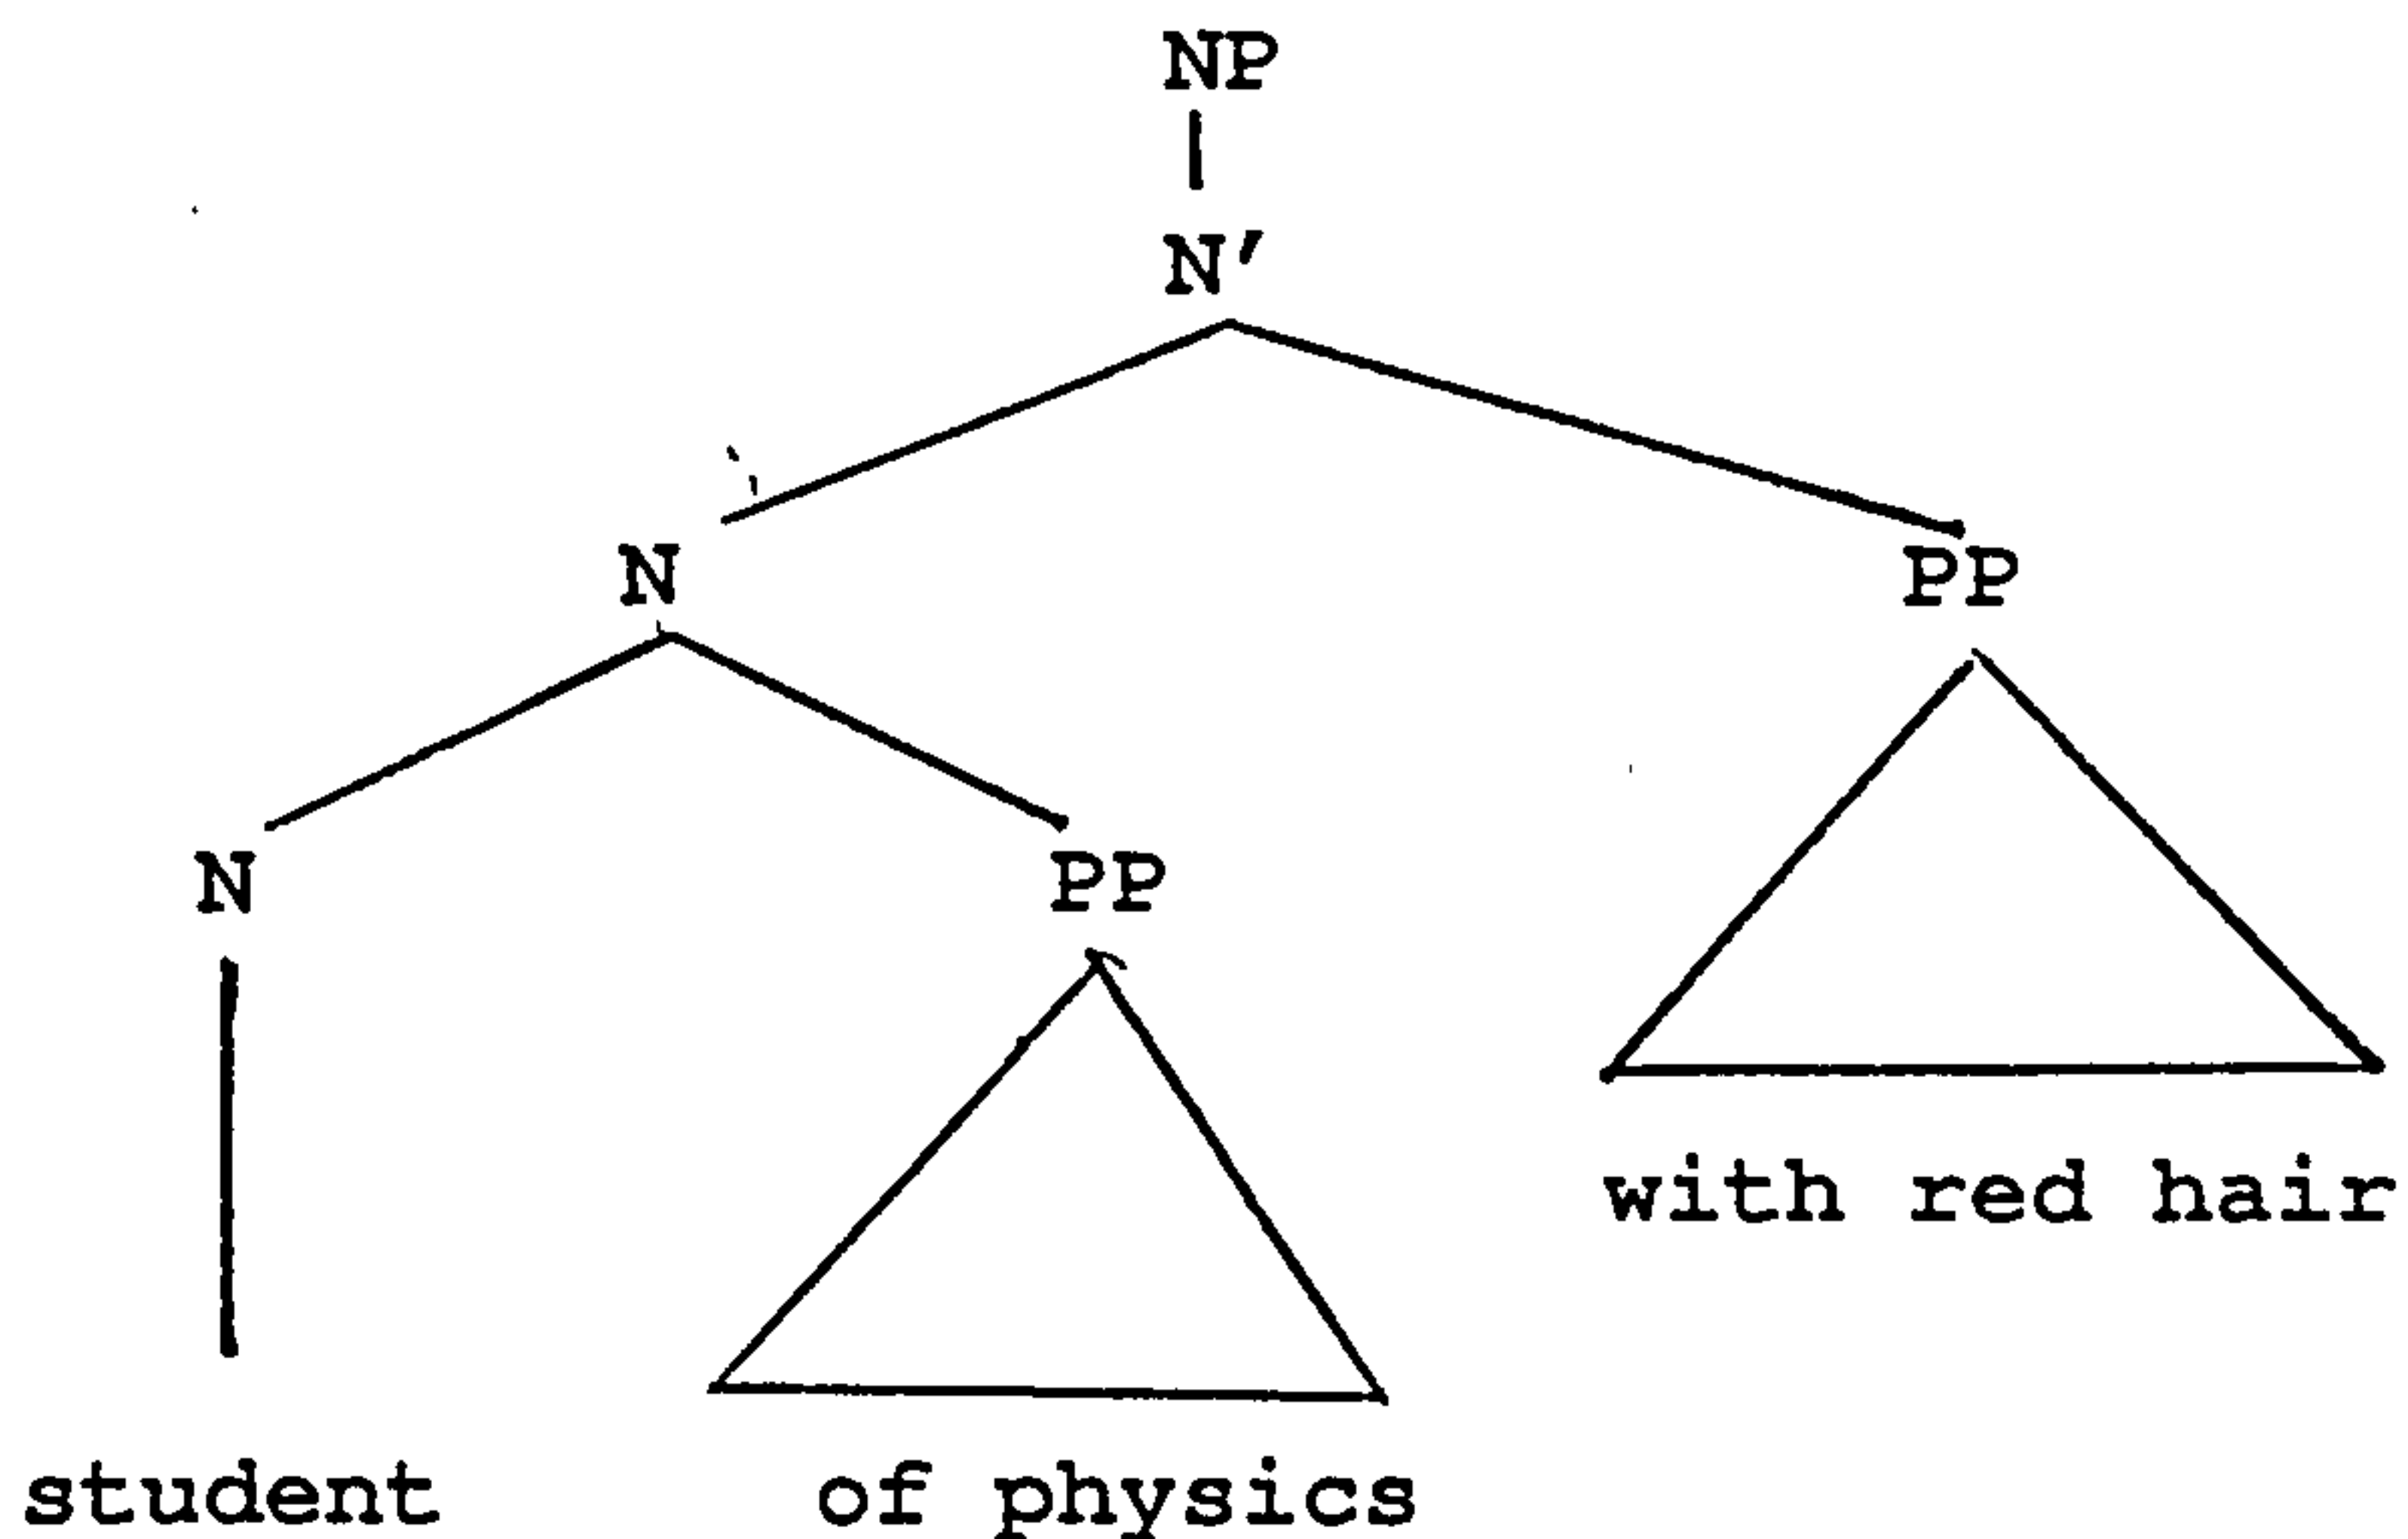 NP
N'
N PP
N PP
with red hair
student of physics